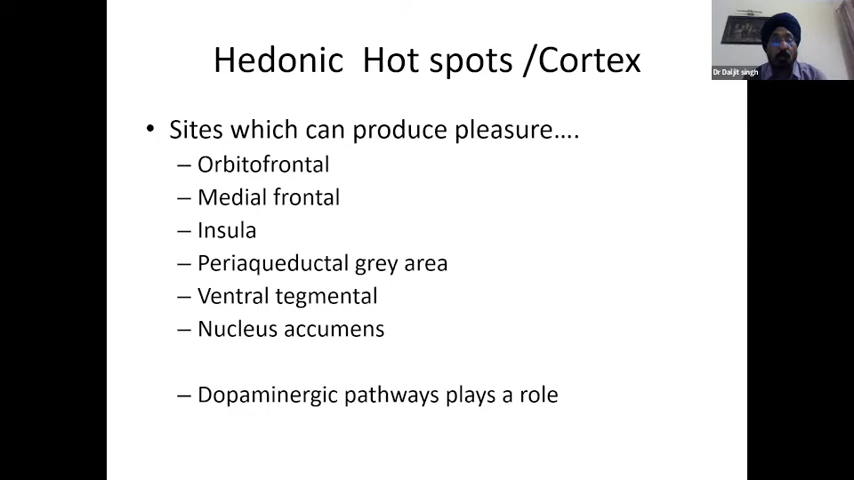 Hedonic Hot spots /Cortex
• Sites which can produce pleasure….
– Orbitofrontal
– Medial frontal
– Insula
– Periaqueductal grey area
– Ventral tegmental
– Nucleus accumens
– Dopaminergic pathways plays a role
Dr Daljit singh